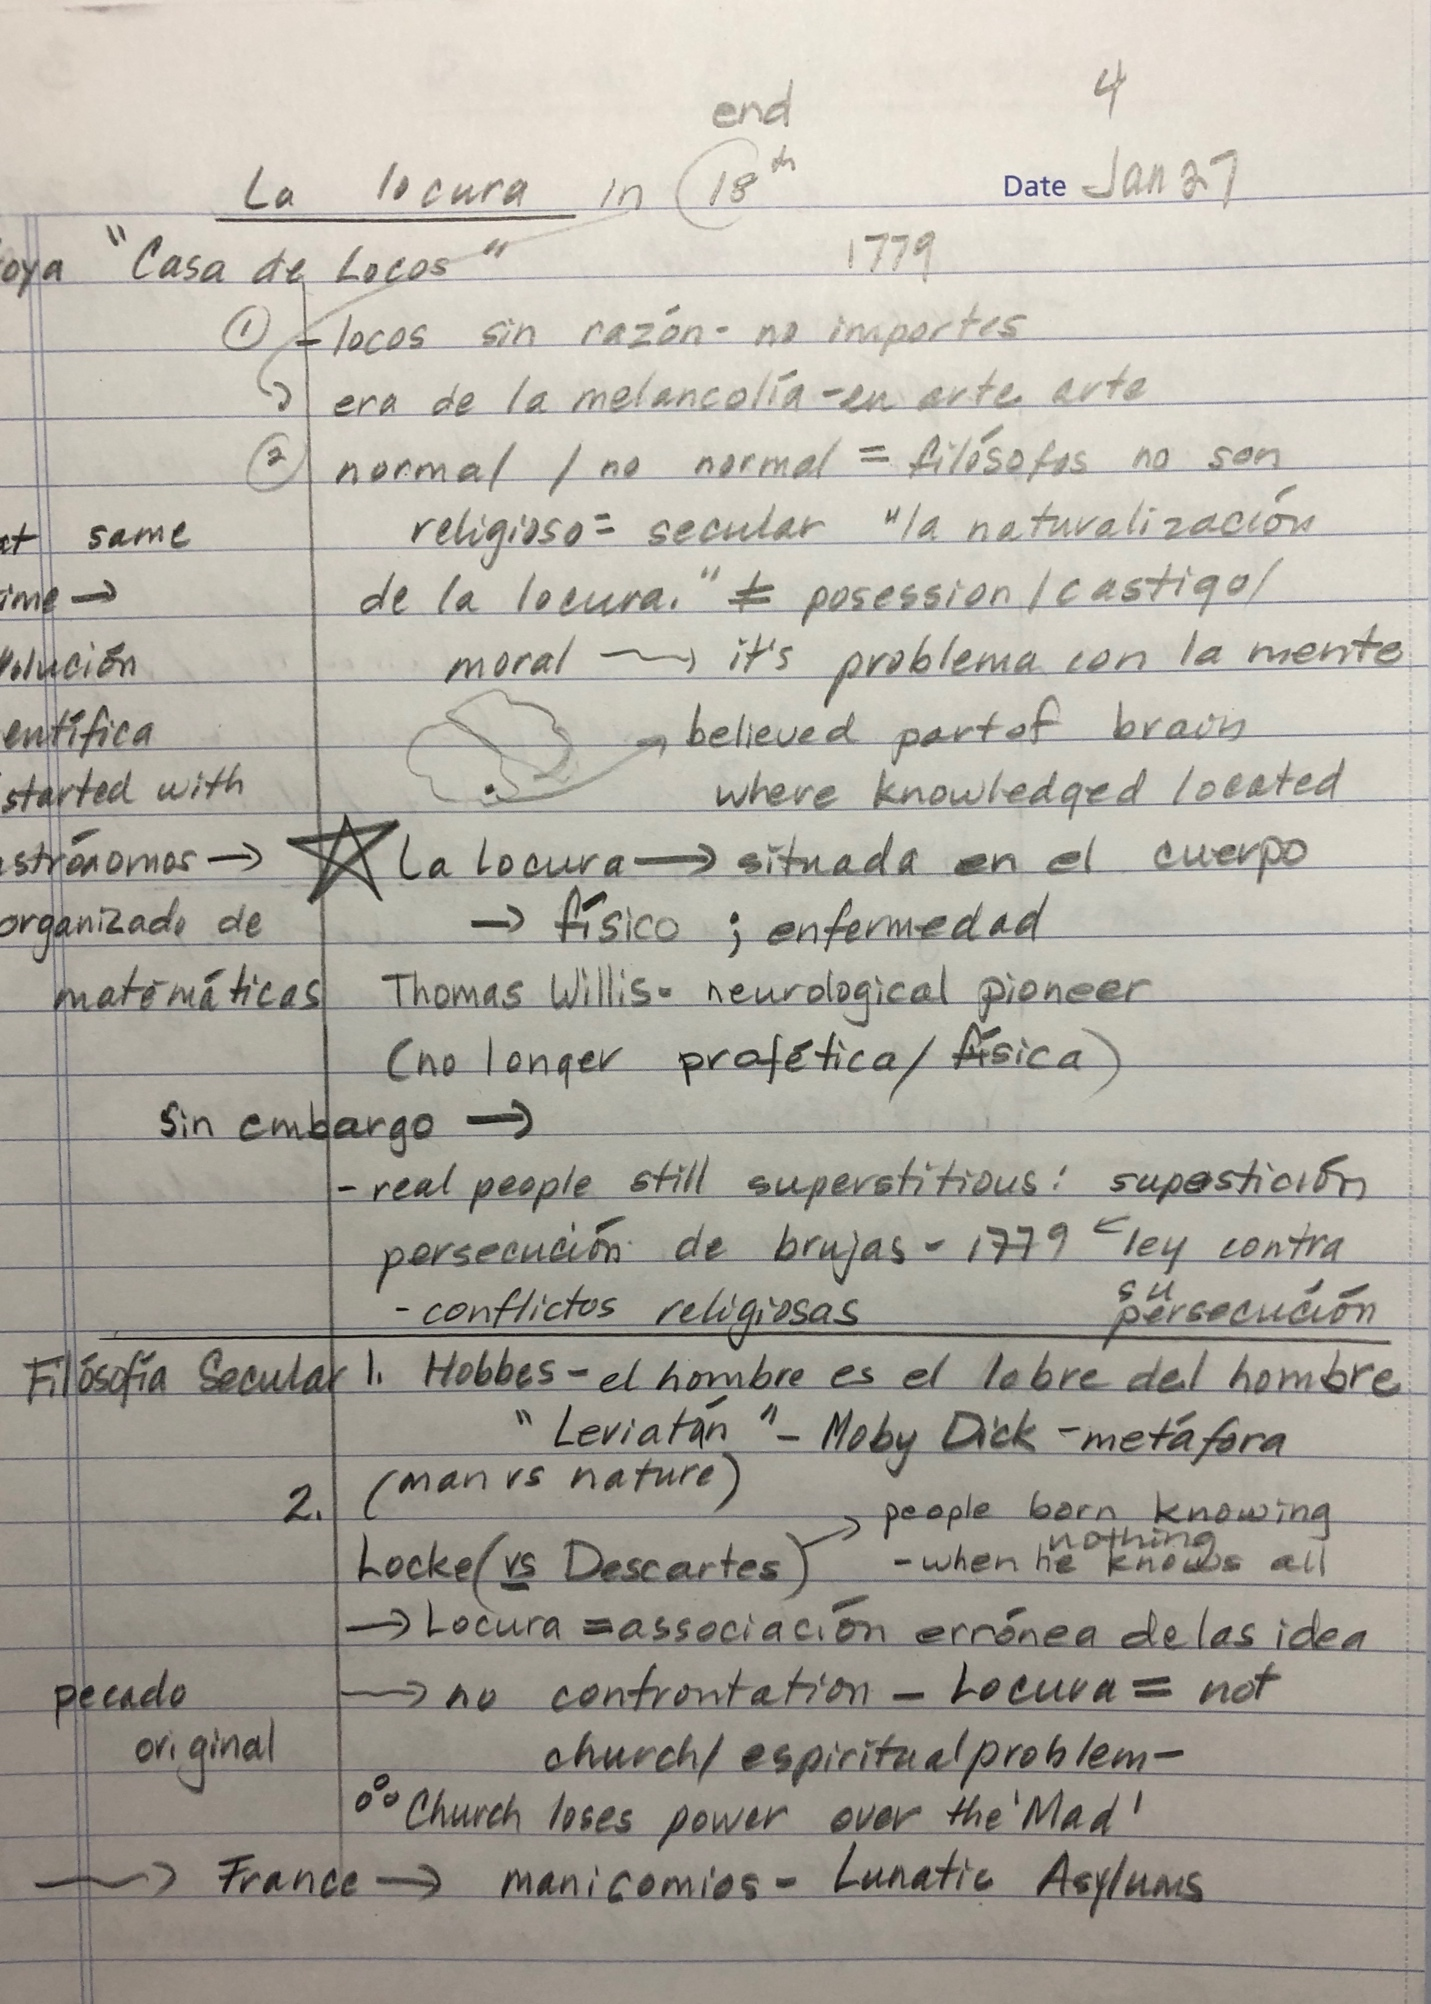 4
end
La locura in 18th
Date Jan 27
oya "Casa de Locos" 1779
① - locos sin razón - no importes
era de la melancolía - en arte arte
② normal / no normal = filósofos no son
at same religioso = secular "la naturalización
ime → de la locura." ≠ posession / castigo /
olución moral → it's problema con la mente
entífica → believed part of brain
started with where knowledged located
astrónomos → ☆ La Locura → situada en el cuerpo
organizado de → físico ; enfermedad
matemáticas Thomas Willis - neurological pioneer
(no longer profética / física)
Sin embargo →
- real people still superstitious : supestición
persecución de brujas - 1779 ← ley contra
su
- conflictos religiosas persecución
Filósofía Secular 1. Hobbes - el hombre es el lobre del hombre
"Leviatán" - Moby Dick - metáfora
2. (man vs nature)
→ people born knowing
nothing
Locke (vs Descartes) - when he knows all
→ Locura = associación errónea de las idea
pecado → no confrontation - Locura = not
original church / espiritual problem -
∴ Church loses power over the 'Mad'
→ France → manicomios - Lunatic Asylums